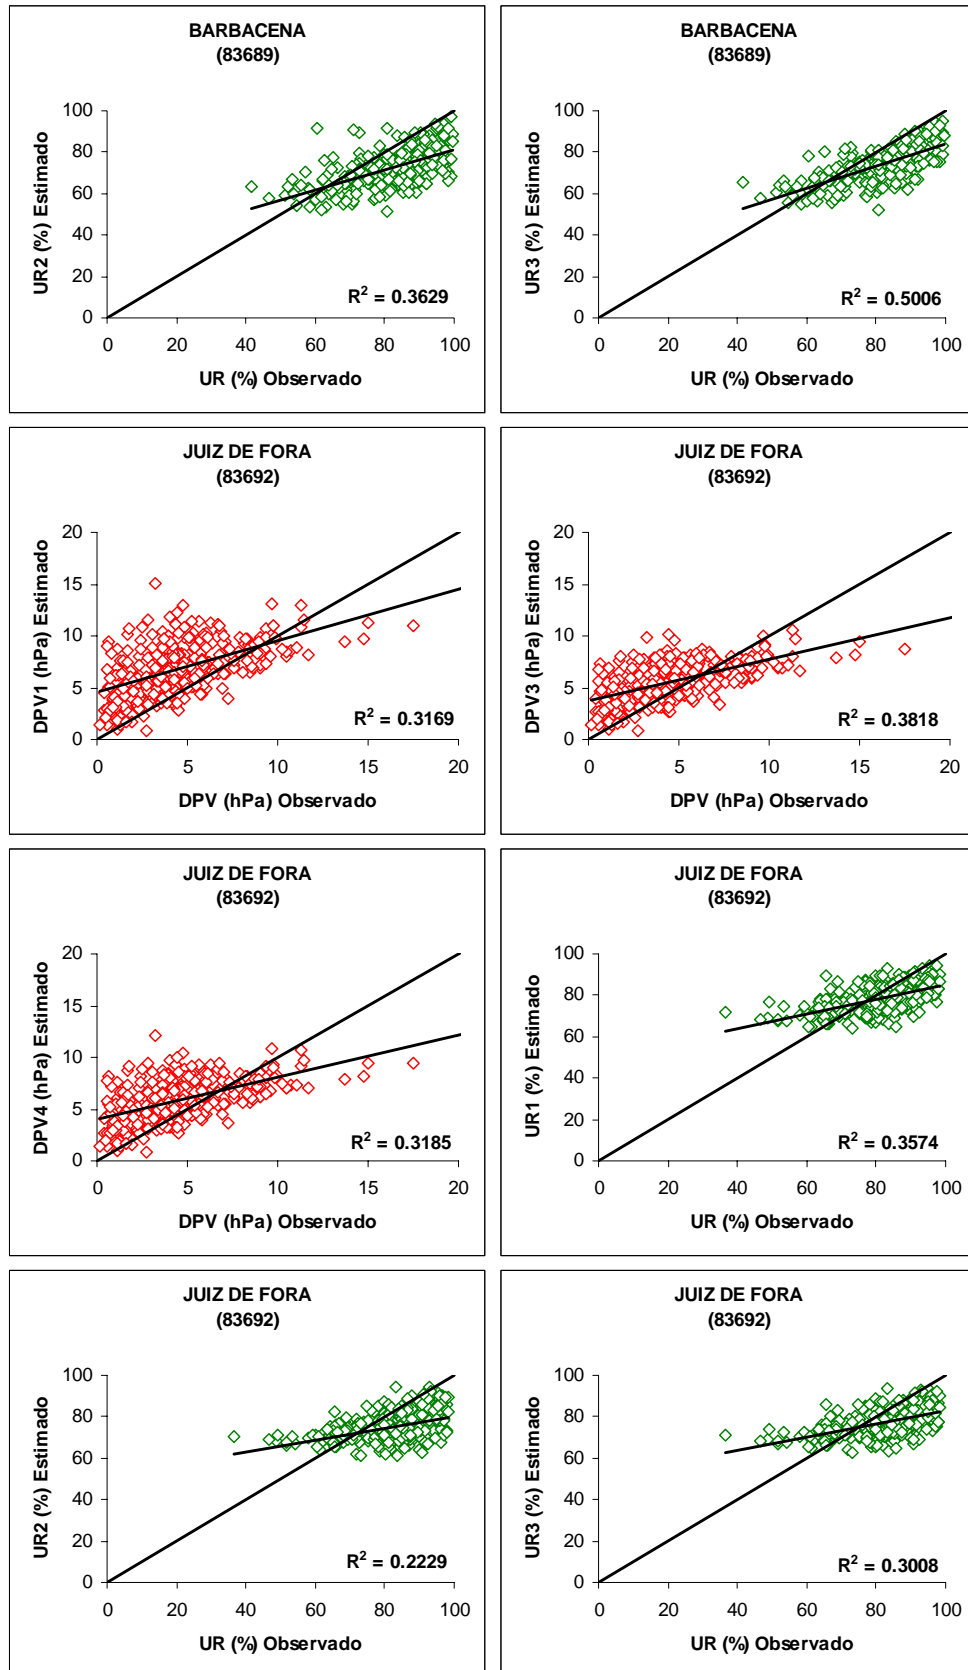 BARBACENA
(83689)
100
80
60
40
20
0
UR2 (%) Estimado
R² = 0.3629
0 20 40 60 80 100
UR (%) Observado
BARBACENA
(83689)
100
80
60
40
20
0
UR3 (%) Estimado
R² = 0.5006
0 20 40 60 80 100
UR (%) Observado
JUIZ DE FORA
(83692)
20
15
10
5
0
DPV1 (hPa) Estimado
R² = 0.3169
0 5 10 15 20
DPV (hPa) Observado
JUIZ DE FORA
(83692)
20
15
10
5
0
DPV3 (hPa) Estimado
R² = 0.3818
0 5 10 15 20
DPV (hPa) Observado
JUIZ DE FORA
(83692)
20
15
10
5
0
DPV4 (hPa) Estimado
R² = 0.3185
0 5 10 15 20
DPV (hPa) Observado
JUIZ DE FORA
(83692)
100
80
60
40
20
0
UR1 (%) Estimado
R² = 0.3574
0 20 40 60 80 100
UR (%) Observado
JUIZ DE FORA
(83692)
100
80
60
40
20
0
UR2 (%) Estimado
R² = 0.2229
0 20 40 60 80 100
UR (%) Observado
JUIZ DE FORA
(83692)
100
80
60
40
20
0
UR3 (%) Estimado
R² = 0.3008
0 20 40 60 80 100
UR (%) Observado